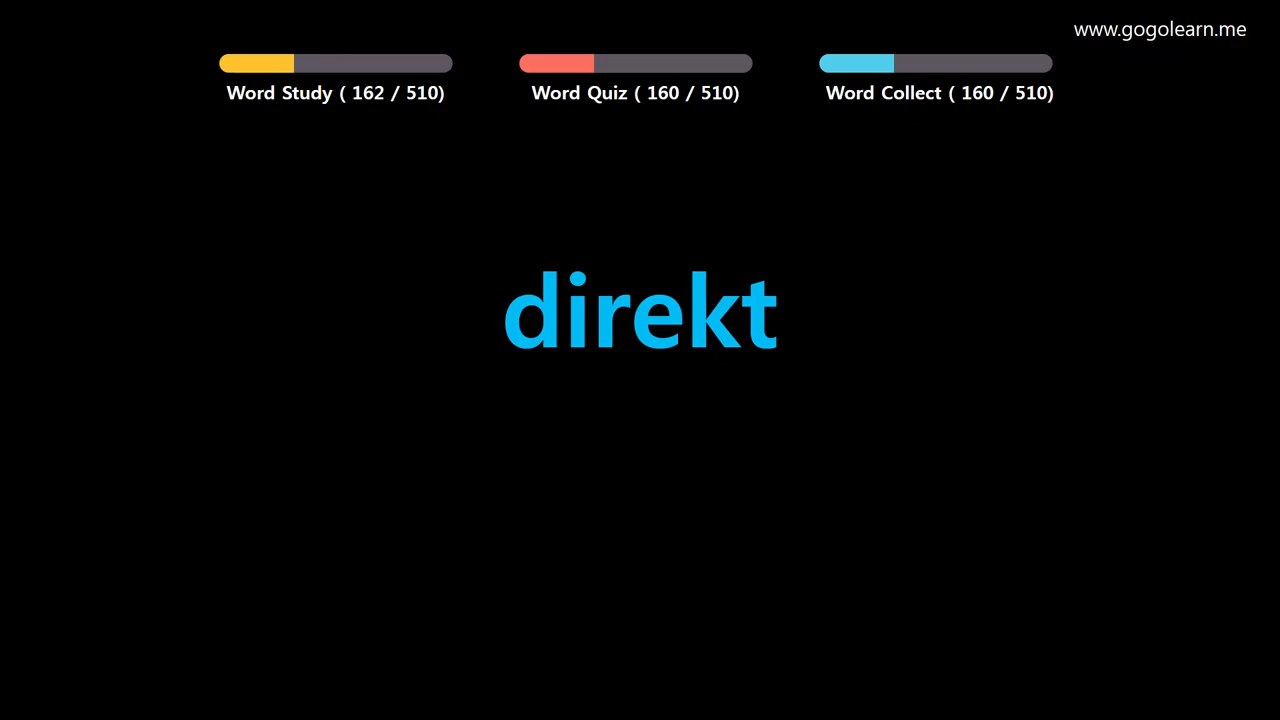 www.gogolearn.me
Word Study ( 162 / 510)
Word Quiz ( 160 / 510)
Word Collect ( 160 / 510)
direkt